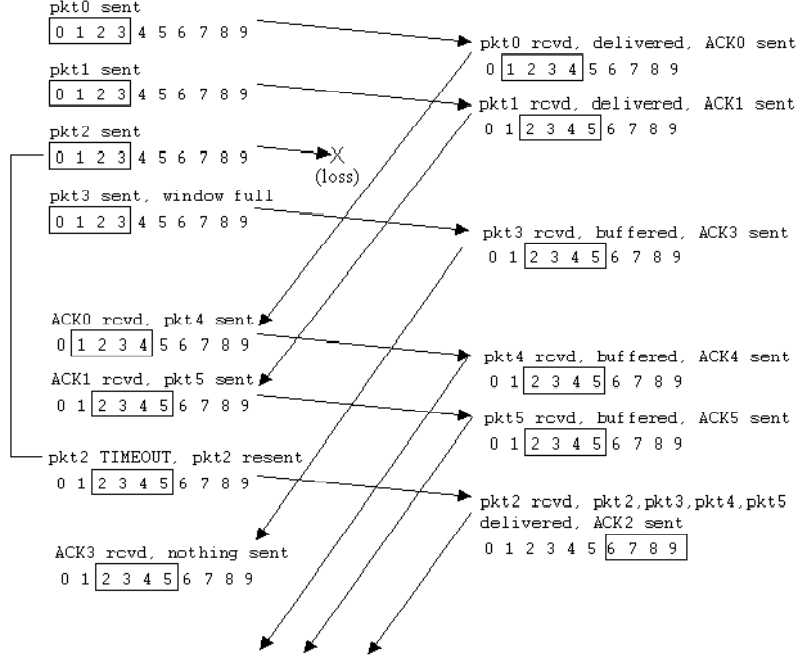 pkt0 sent
0 1 2 3 4 5 6 7 8 9
pkt1 sent
0 1 2 3 4 5 6 7 8 9
pkt2 sent
0 1 2 3 4 5 6 7 8 9
X
(loss)
pkt3 sent, window full
0 1 2 3 4 5 6 7 8 9
ACK0 rcvd, pkt4 sent
0 1 2 3 4 5 6 7 8 9
ACK1 rcvd, pkt5 sent
0 1 2 3 4 5 6 7 8 9
pkt2 TIMEOUT, pkt2 resent
0 1 2 3 4 5 6 7 8 9
ACK3 rcvd, nothing sent
0 1 2 3 4 5 6 7 8 9
pkt0 rcvd, delivered, ACK0 sent
0 1 2 3 4 5 6 7 8 9
pkt1 rcvd, delivered, ACK1 sent
0 1 2 3 4 5 6 7 8 9
pkt3 rcvd, buffered, ACK3 sent
0 1 2 3 4 5 6 7 8 9
pkt4 rcvd, buffered, ACK4 sent
0 1 2 3 4 5 6 7 8 9
pkt5 rcvd, buffered, ACK5 sent
0 1 2 3 4 5 6 7 8 9
pkt2 rcvd, pkt2,pkt3,pkt4,pkt5
delivered, ACK2 sent
0 1 2 3 4 5 6 7 8 9